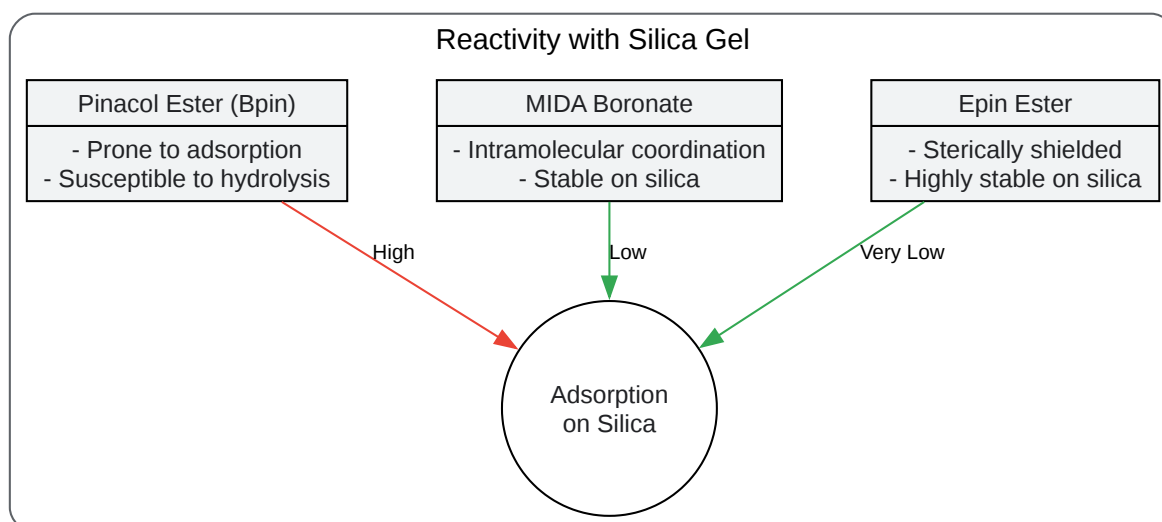 Reactivity with Silica Gel
Pinacol Ester (Bpin)
- Prone to adsorption
- Susceptible to hydrolysis
MIDA Boronate
- Intramolecular coordination
- Stable on silica
Epin Ester
- Sterically shielded
- Highly stable on silica
High
Low
Very Low
Adsorption
on Silica